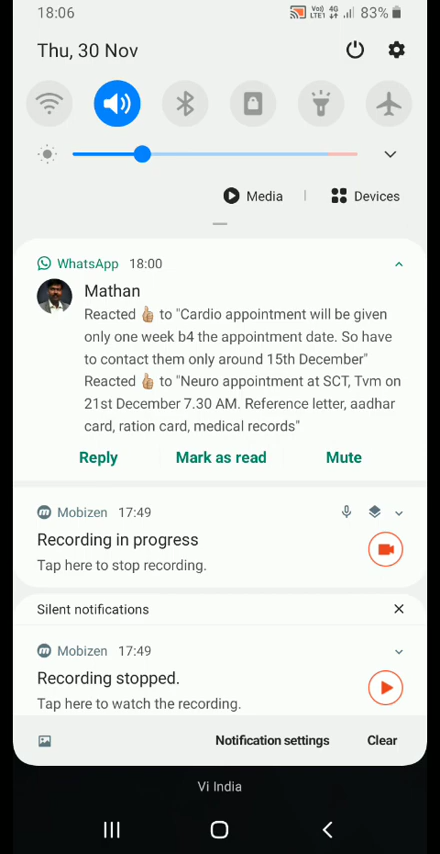 18:06
Vo)) 4G
LTE1
83%
Thu, 30 Nov
Media
Devices
WhatsApp 18:00
Mathan
Reacted 👍🏼 to "Cardio appointment will be given
only one week b4 the appointment date. So have
to contact them only around 15th December"
Reacted 👍🏼 to "Neuro appointment at SCT, Tvm on
21st December 7.30 AM. Reference letter, aadhar
card, ration card, medical records"
Reply
Mark as read
Mute
m Mobizen 17:49
Recording in progress
Tap here to stop recording.
Silent notifications
m Mobizen 17:49
Recording stopped.
Tap here to watch the recording.
Notification settings
Clear
Vi India